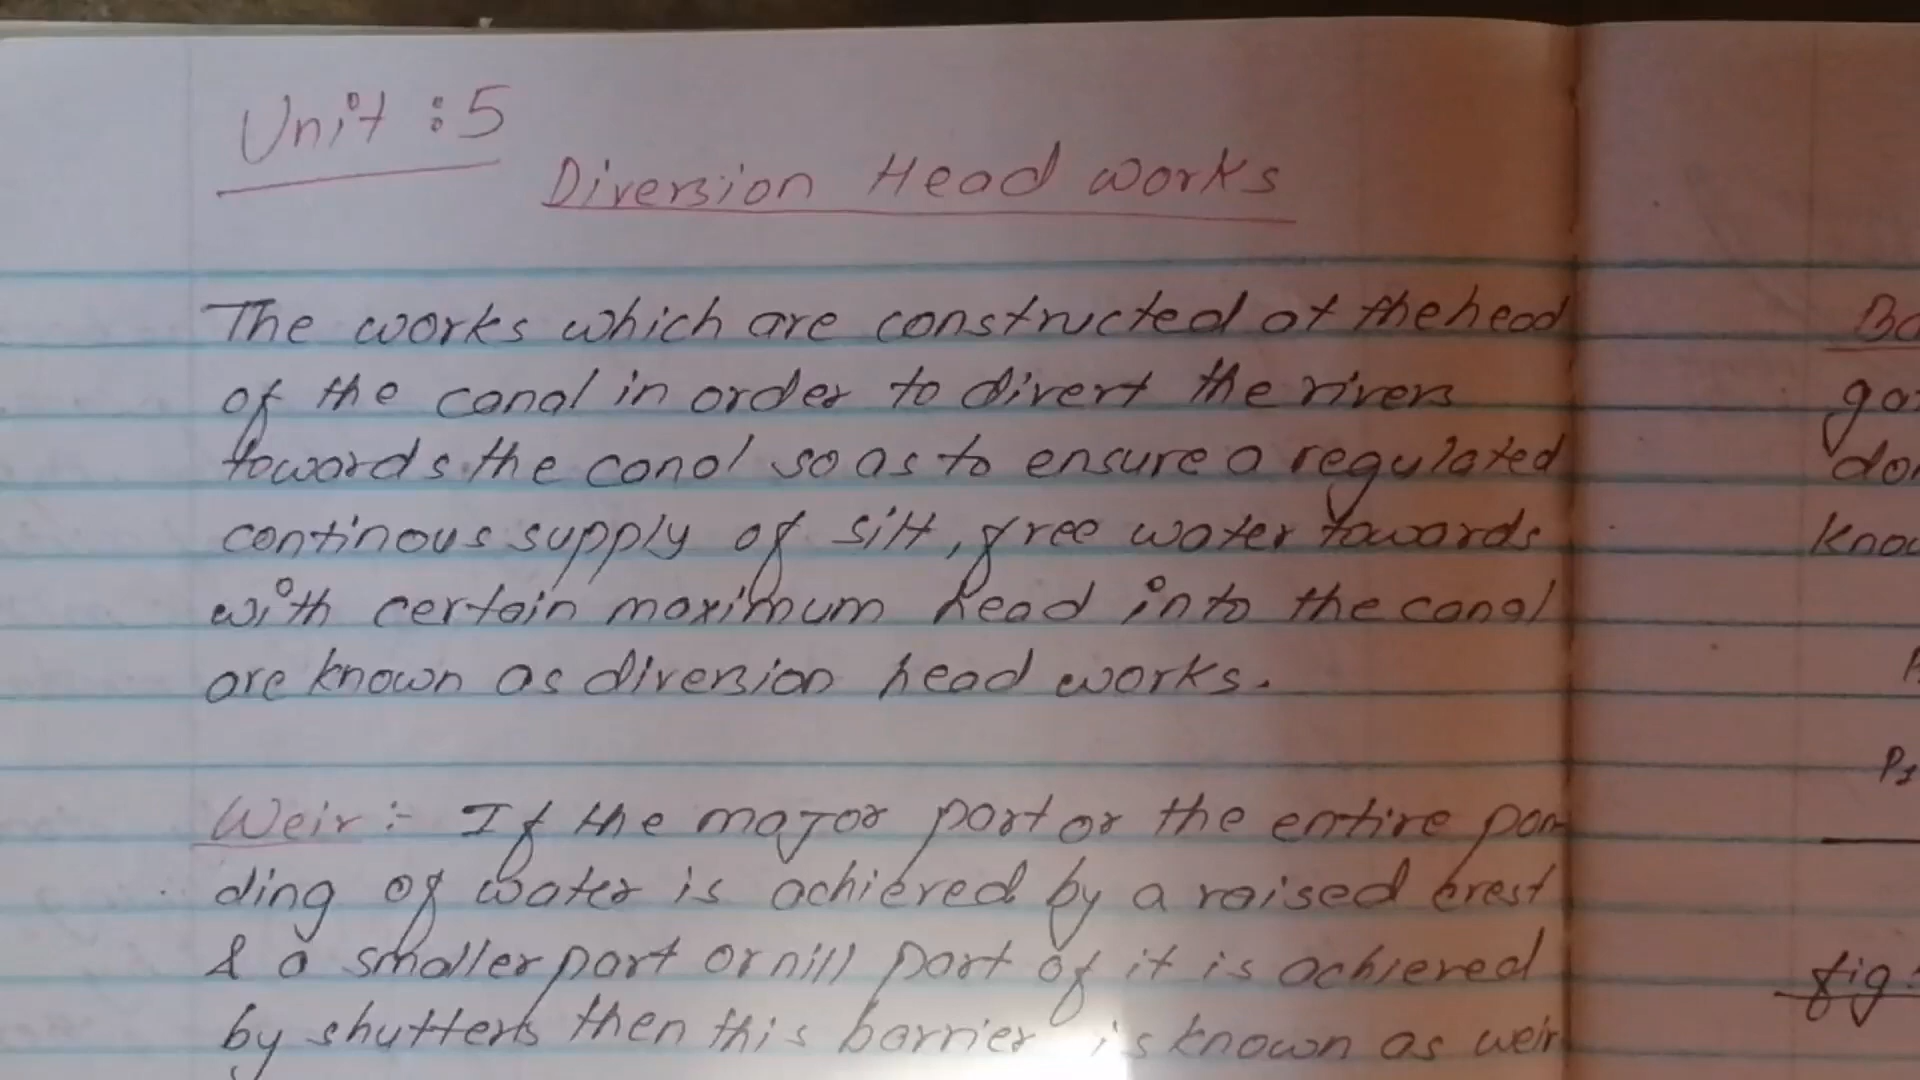 Unit : 5
Diversion Head works
The works which are constructed at the head
of the canal in order to divert the rivers
towards the canal so as to ensure a regulated
continous supply of silt, free water towards
with certain maximum head into the canal
are known as diversion head works.
Weir :- If the major part or the entire pon
ding of water is achieved by a raised crest
& a smaller part or nill part of it is achieved
by shutters then this barrier is known as weir
fig: